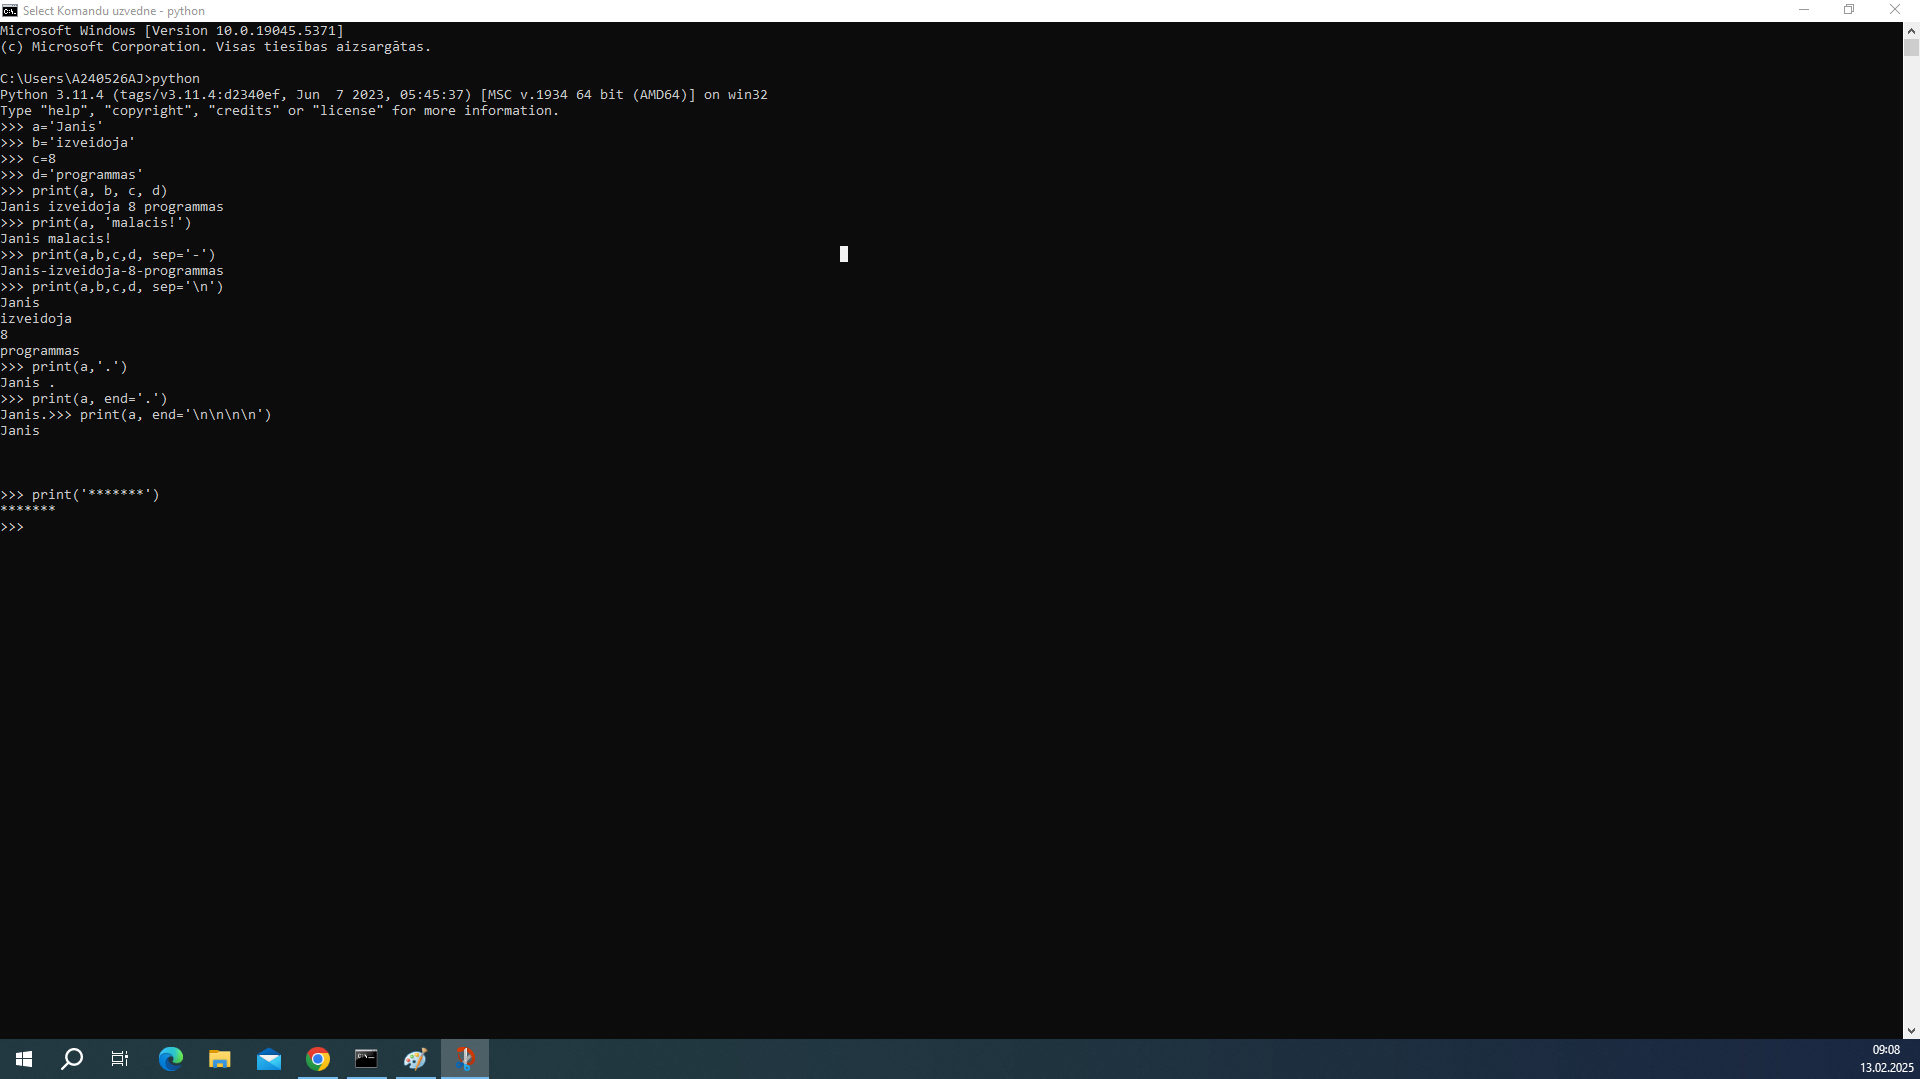 Select Komandu uzvedne - python
Microsoft Windows [Version 10.0.19045.5371]
(c) Microsoft Corporation. Visas tiesības aizsargātas.
C:\Users\A240526AJ>python
Python 3.11.4 (tags/v3.11.4:d2340ef, Jun  7 2023, 05:45:37) [MSC v.1934 64 bit (AMD64)] on win32
Type "help", "copyright", "credits" or "license" for more information.
>>> a='Janis'
>>> b='izveidoja'
>>> c=8
>>> d='programmas'
>>> print(a, b, c, d)
Janis izveidoja 8 programmas
>>> print(a, 'malacis!')
Janis malacis!
>>> print(a,b,c,d, sep='-')
Janis-izveidoja-8-programmas
>>> print(a,b,c,d, sep='\n')
Janis
izveidoja
8
programmas
>>> print(a,'.')
Janis .
>>> print(a, end='.')
Janis.>>> print(a, end='\n\n\n\n')
Janis
>>> print('*******')
*******
>>>
09:08
13.02.2025